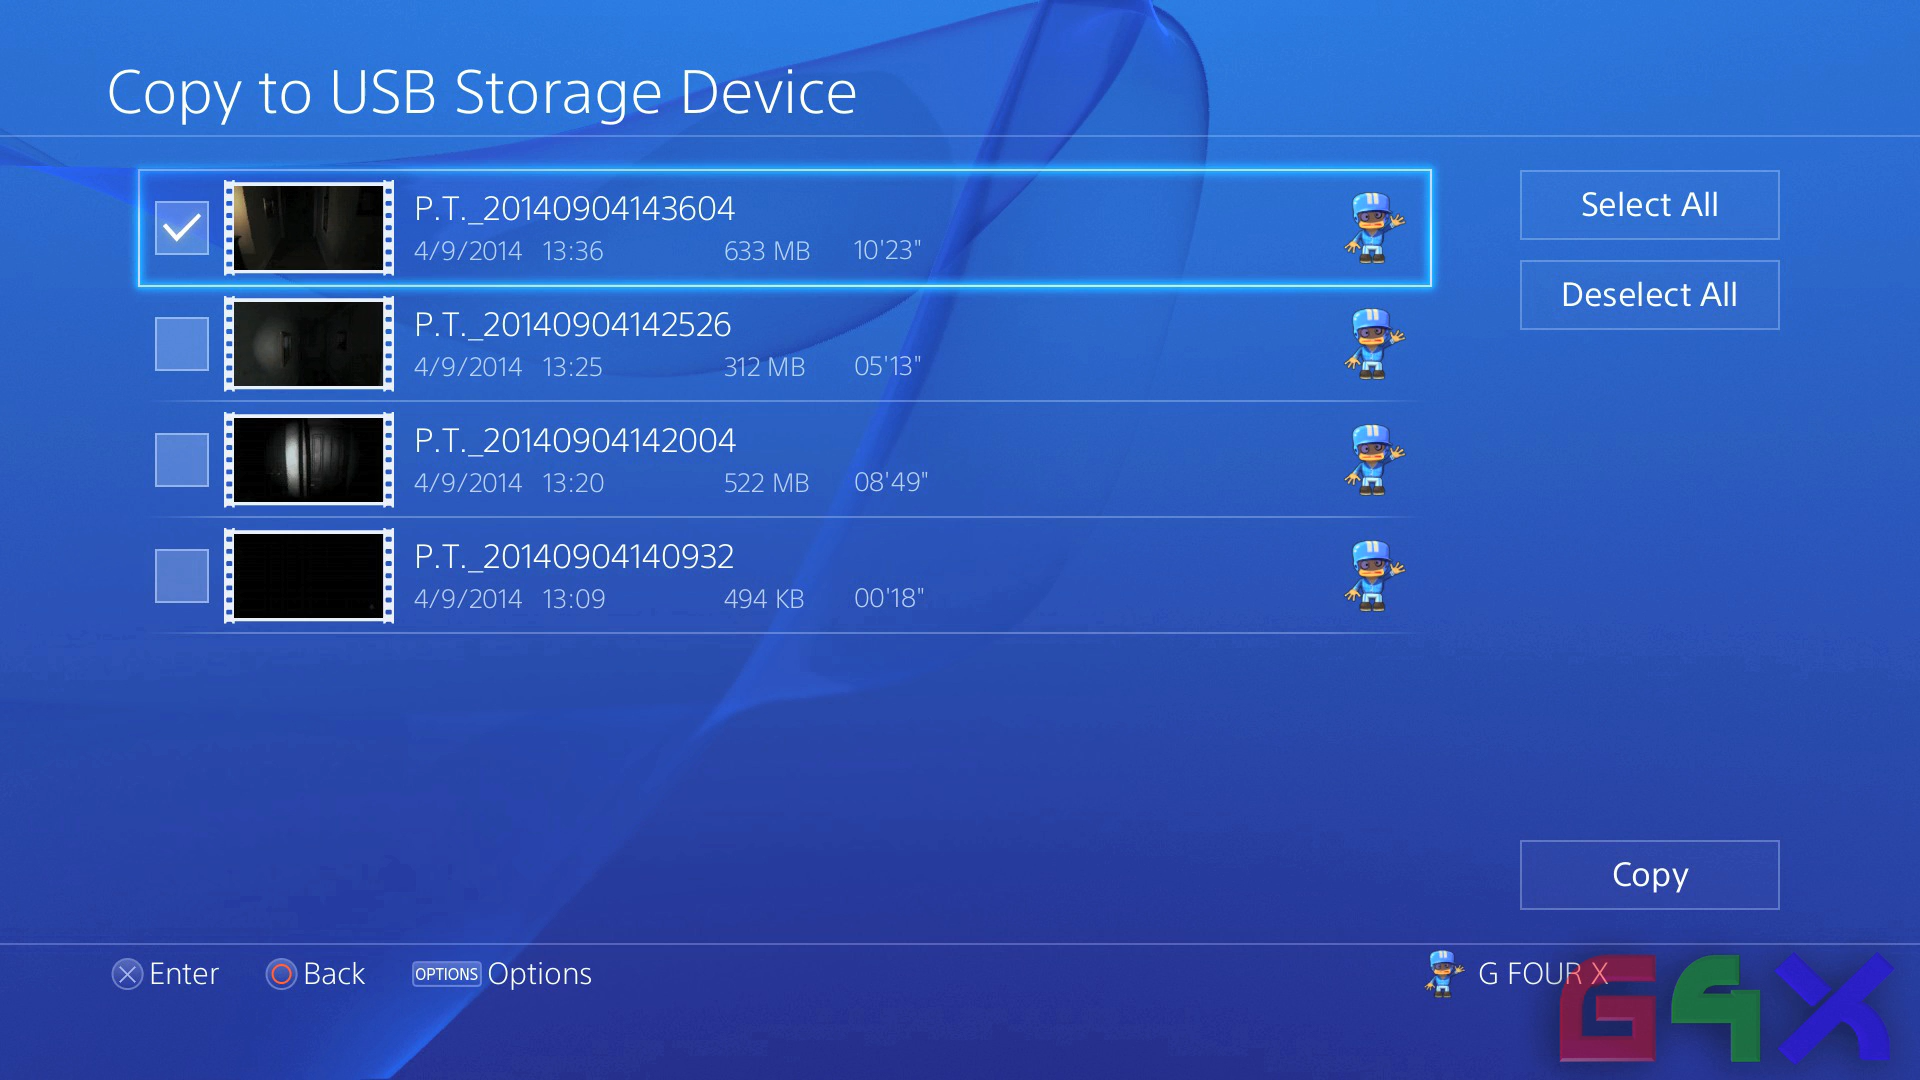 Copy to USB Storage Device
P.T._20140904143604
4/9/2014 13:36 633 MB 10'23"
P.T._20140904142526
4/9/2014 13:25 312 MB 05'13"
P.T._20140904142004
4/9/2014 13:20 522 MB 08'49"
P.T._20140904140932
4/9/2014 13:09 494 KB 00'18"
Select All
Deselect All
Copy
Enter Back OPTIONS Options
G FOUR X
G4X